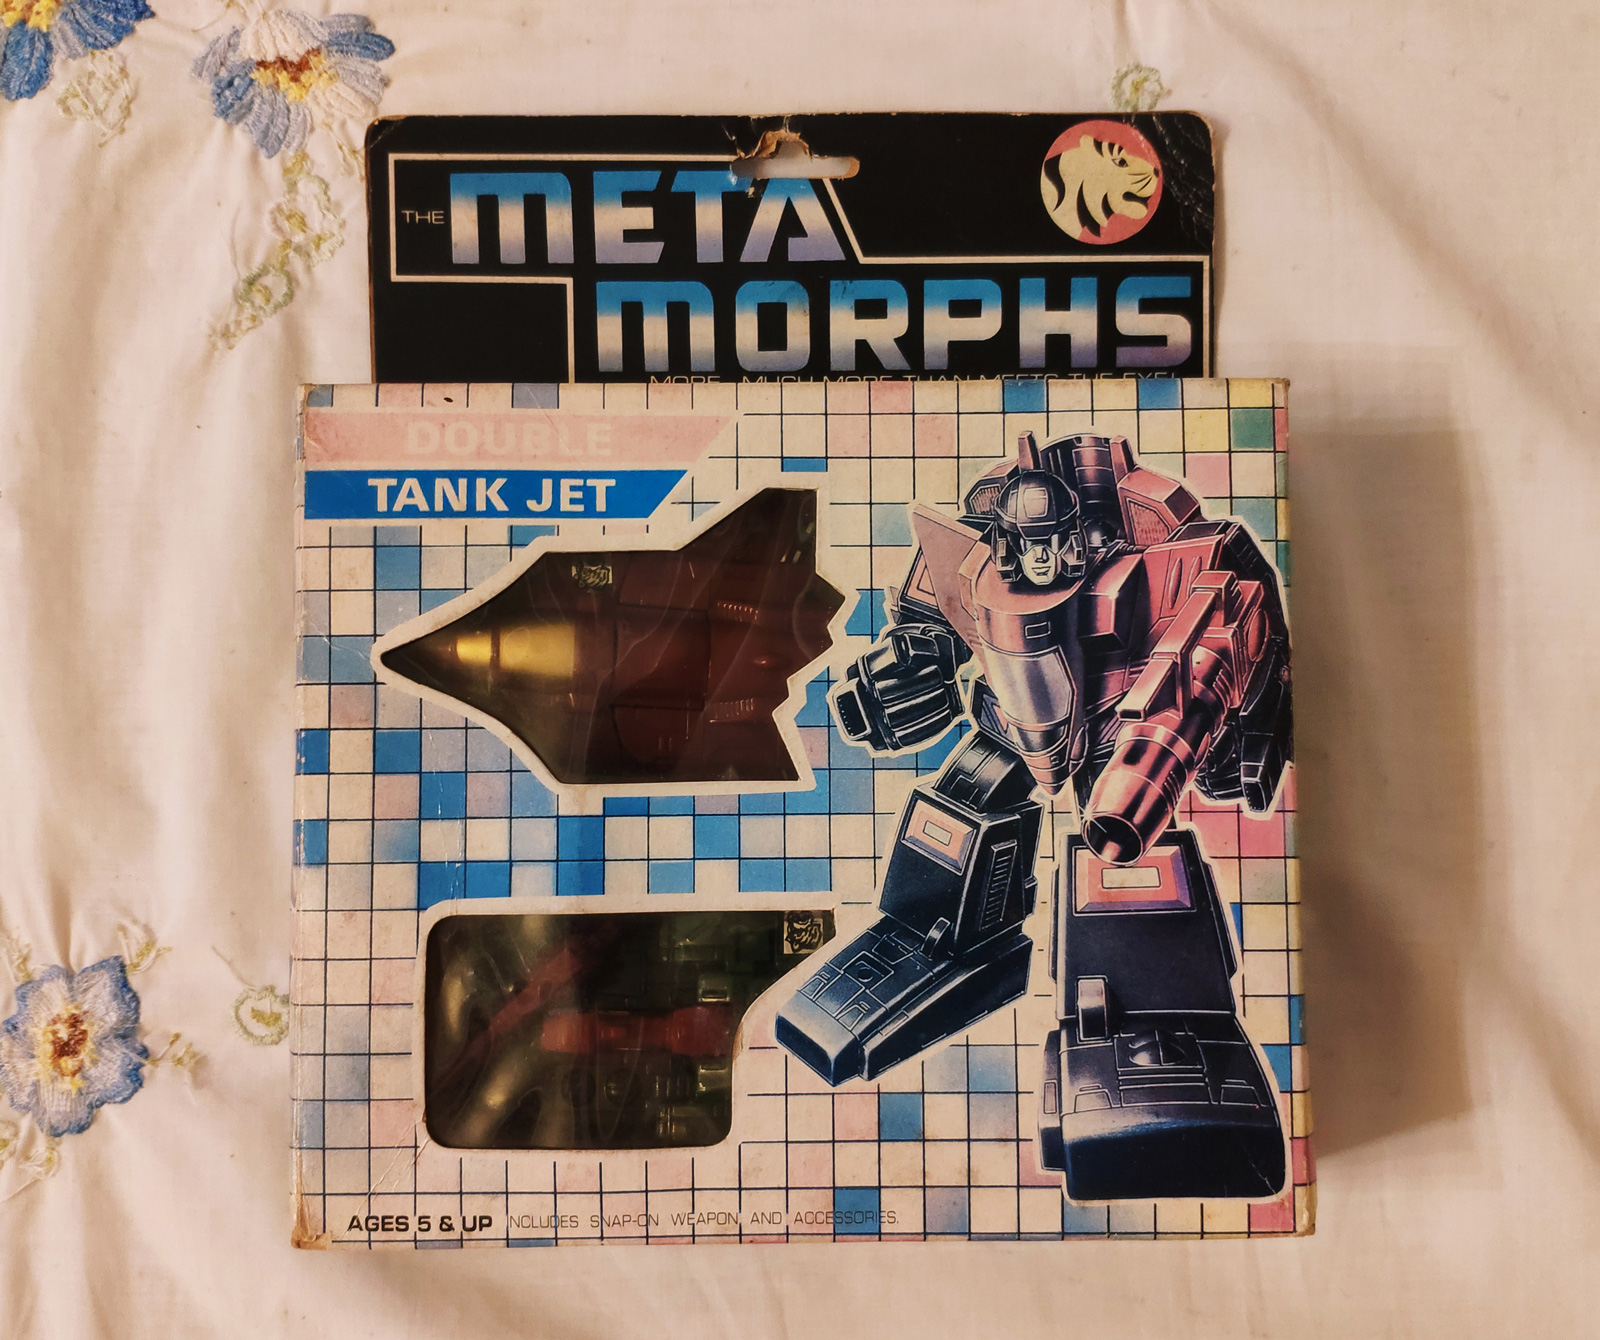 THE META
MORPHS
MORE...MUCH MORE THAN MEETS THE EYE!
DOUBLE
TANK JET
AGES 5 & UP INCLUDES SNAP-ON WEAPON AND ACCESSORIES.